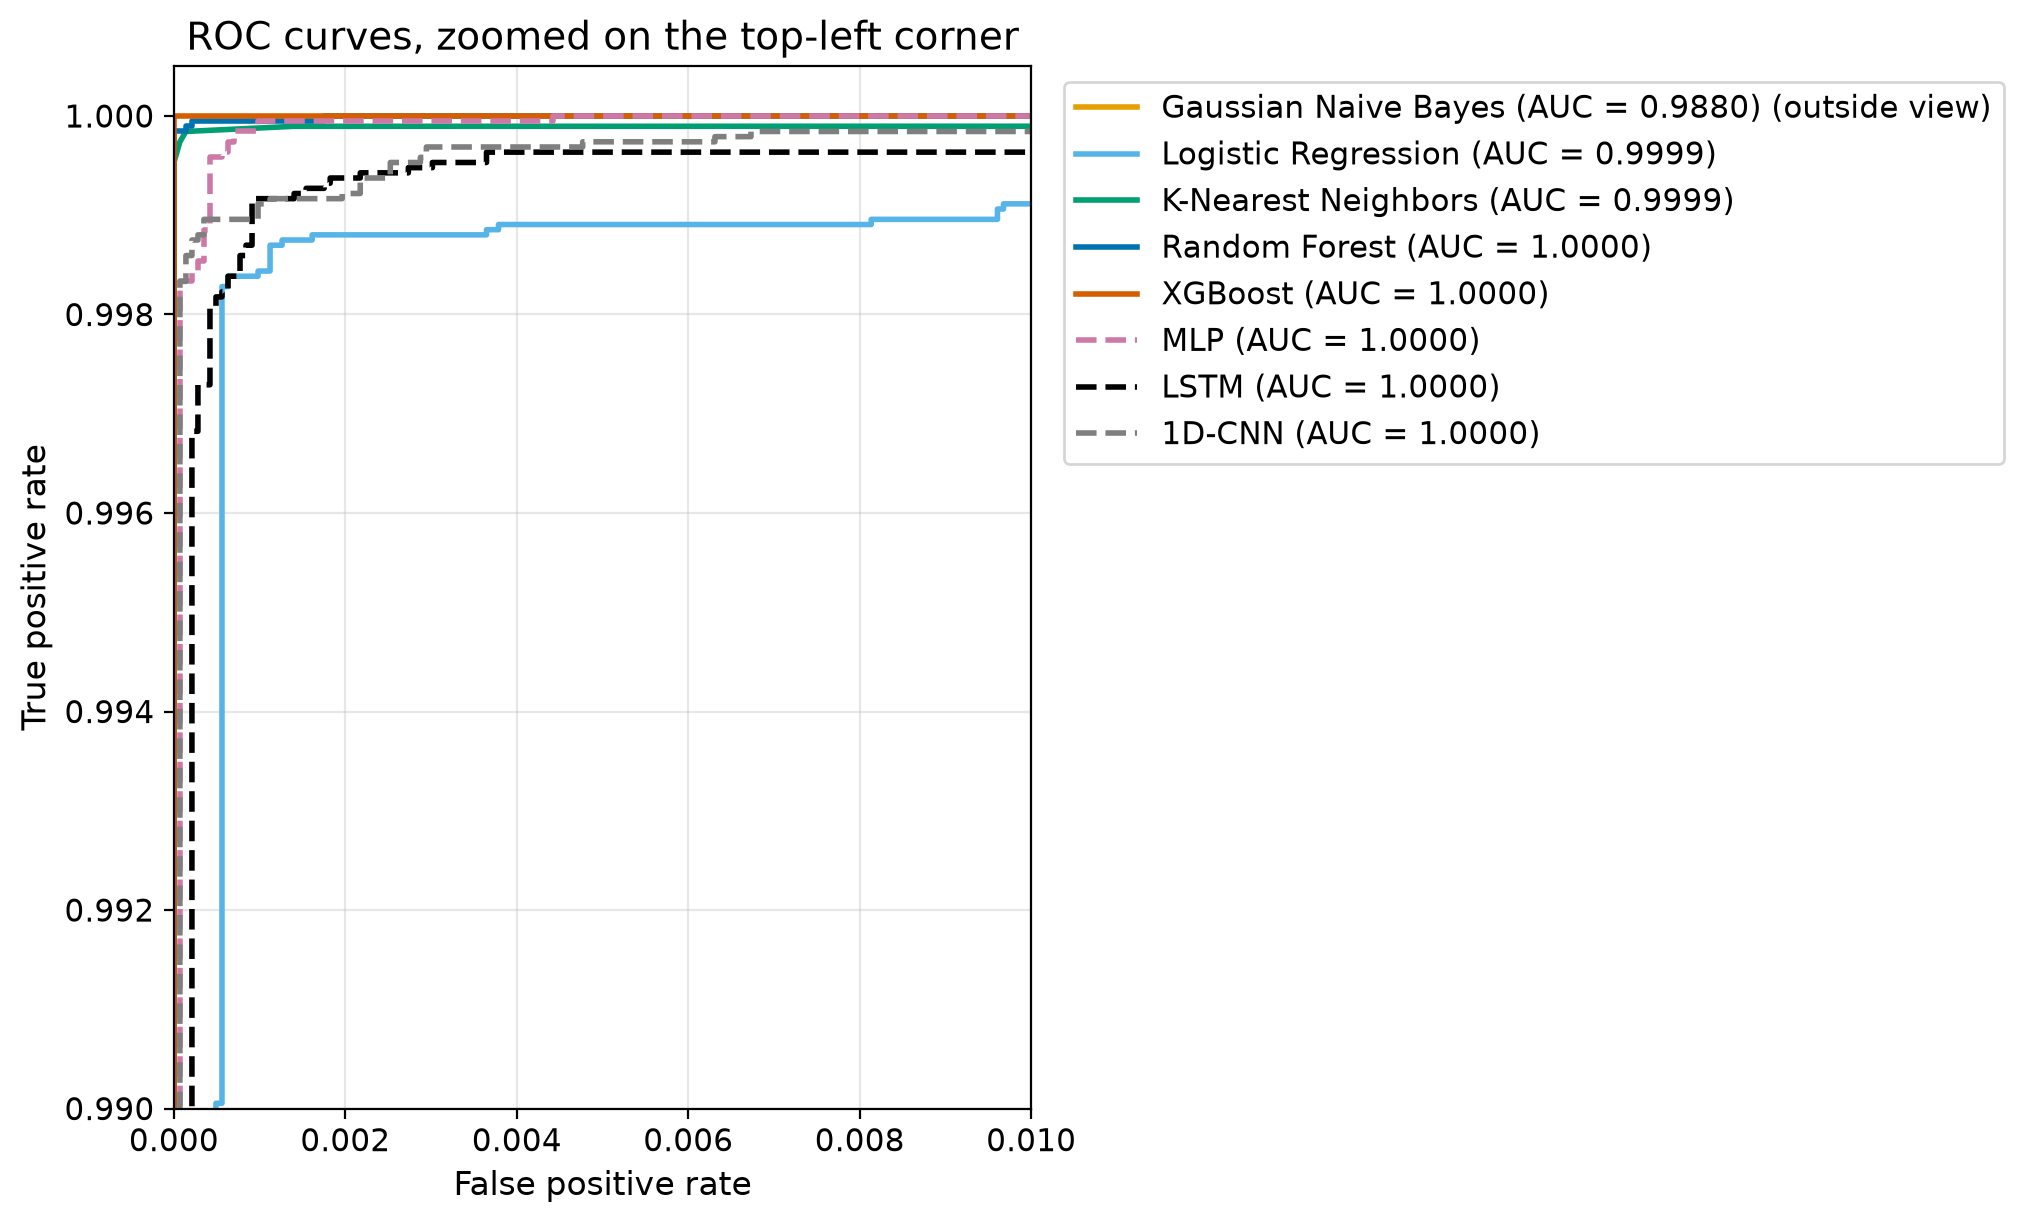 ROC curves, zoomed on the top-left corner
True positive rate
1.000
0.998
0.996
0.994
0.992
0.990
0.000 0.002 0.004 0.006 0.008 0.010
False positive rate
Gaussian Naive Bayes (AUC = 0.9880) (outside view)
Logistic Regression (AUC = 0.9999)
K-Nearest Neighbors (AUC = 0.9999)
Random Forest (AUC = 1.0000)
XGBoost (AUC = 1.0000)
MLP (AUC = 1.0000)
LSTM (AUC = 1.0000)
1D-CNN (AUC = 1.0000)